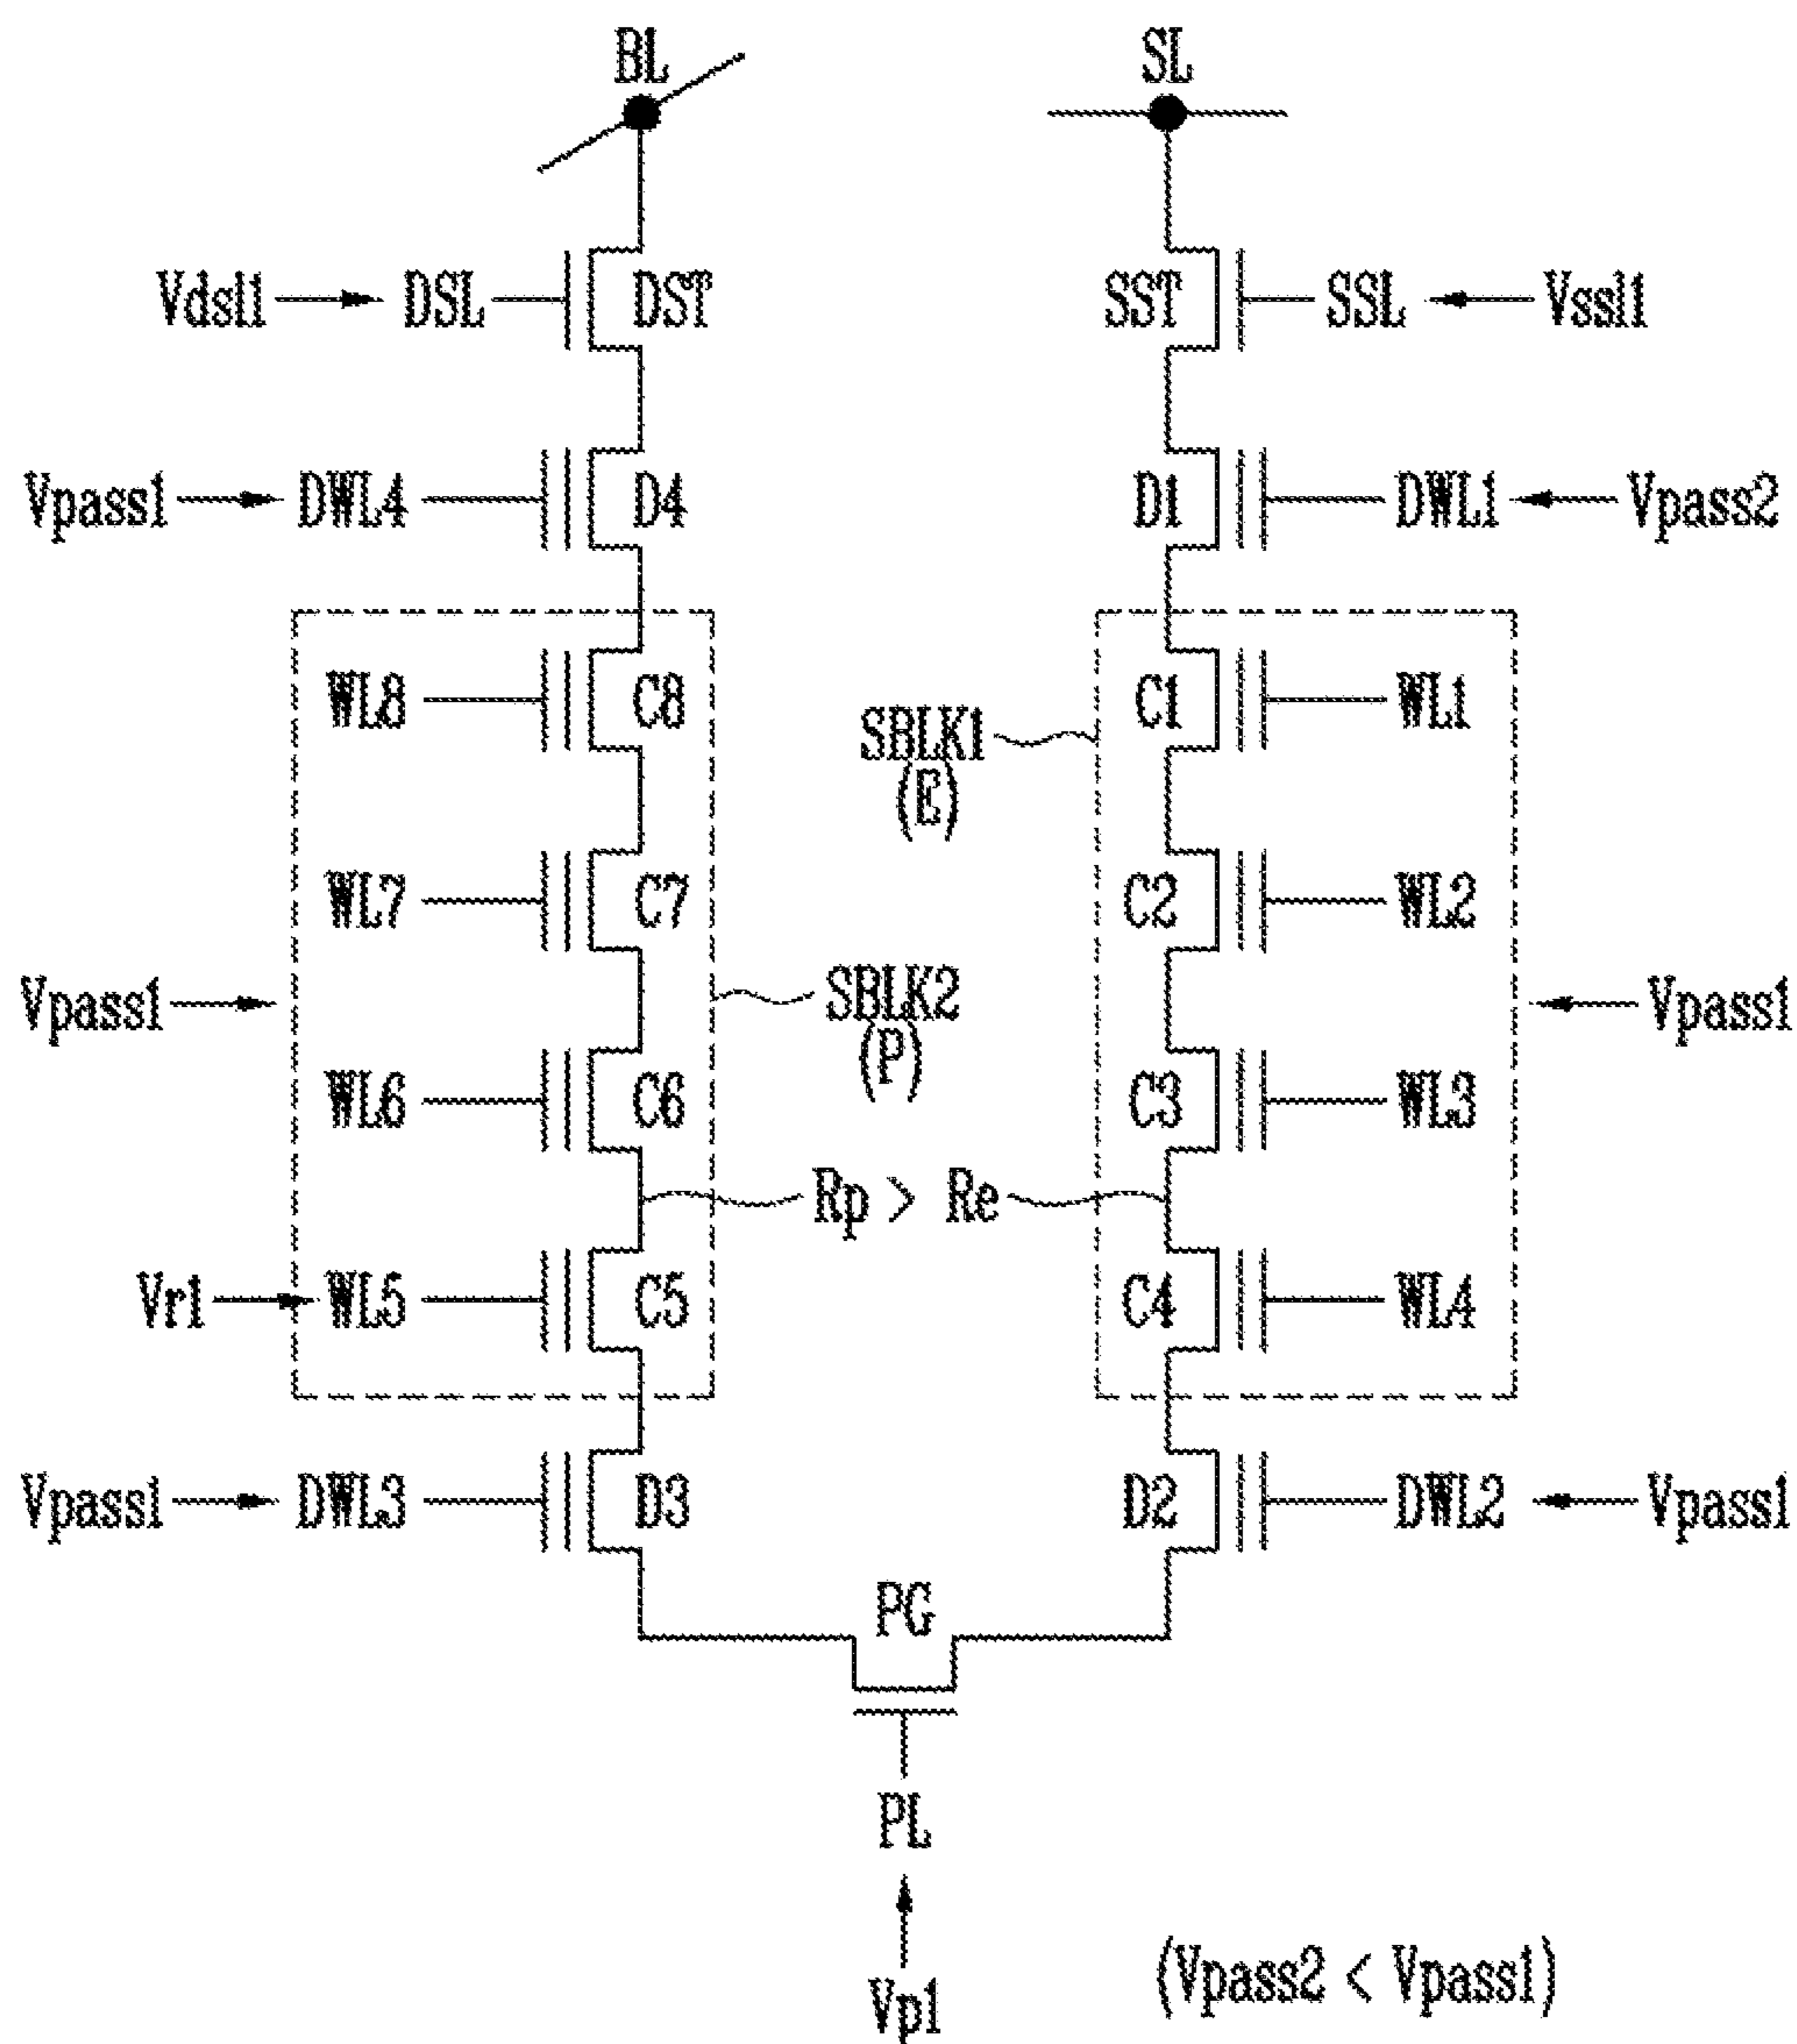 BL SL
Vdsl1 DSL DST SST SSL Vssl1
Vpass1 DWL4 D4 D1 DWL1 Vpass2
WL8 C8 C1 WL1
SBLK1
(E)
WL7 C7 C2 WL2
Vpass1 SBLK2 Vpass1
(P)
WL6 C6 C3 WL3
Rp > Re
Vr1 WL5 C5 C4 WL4
Vpass1 DWL3 D3 D2 DWL2 Vpass1
PG
PL
Vp1
(Vpass2 < Vpass1)